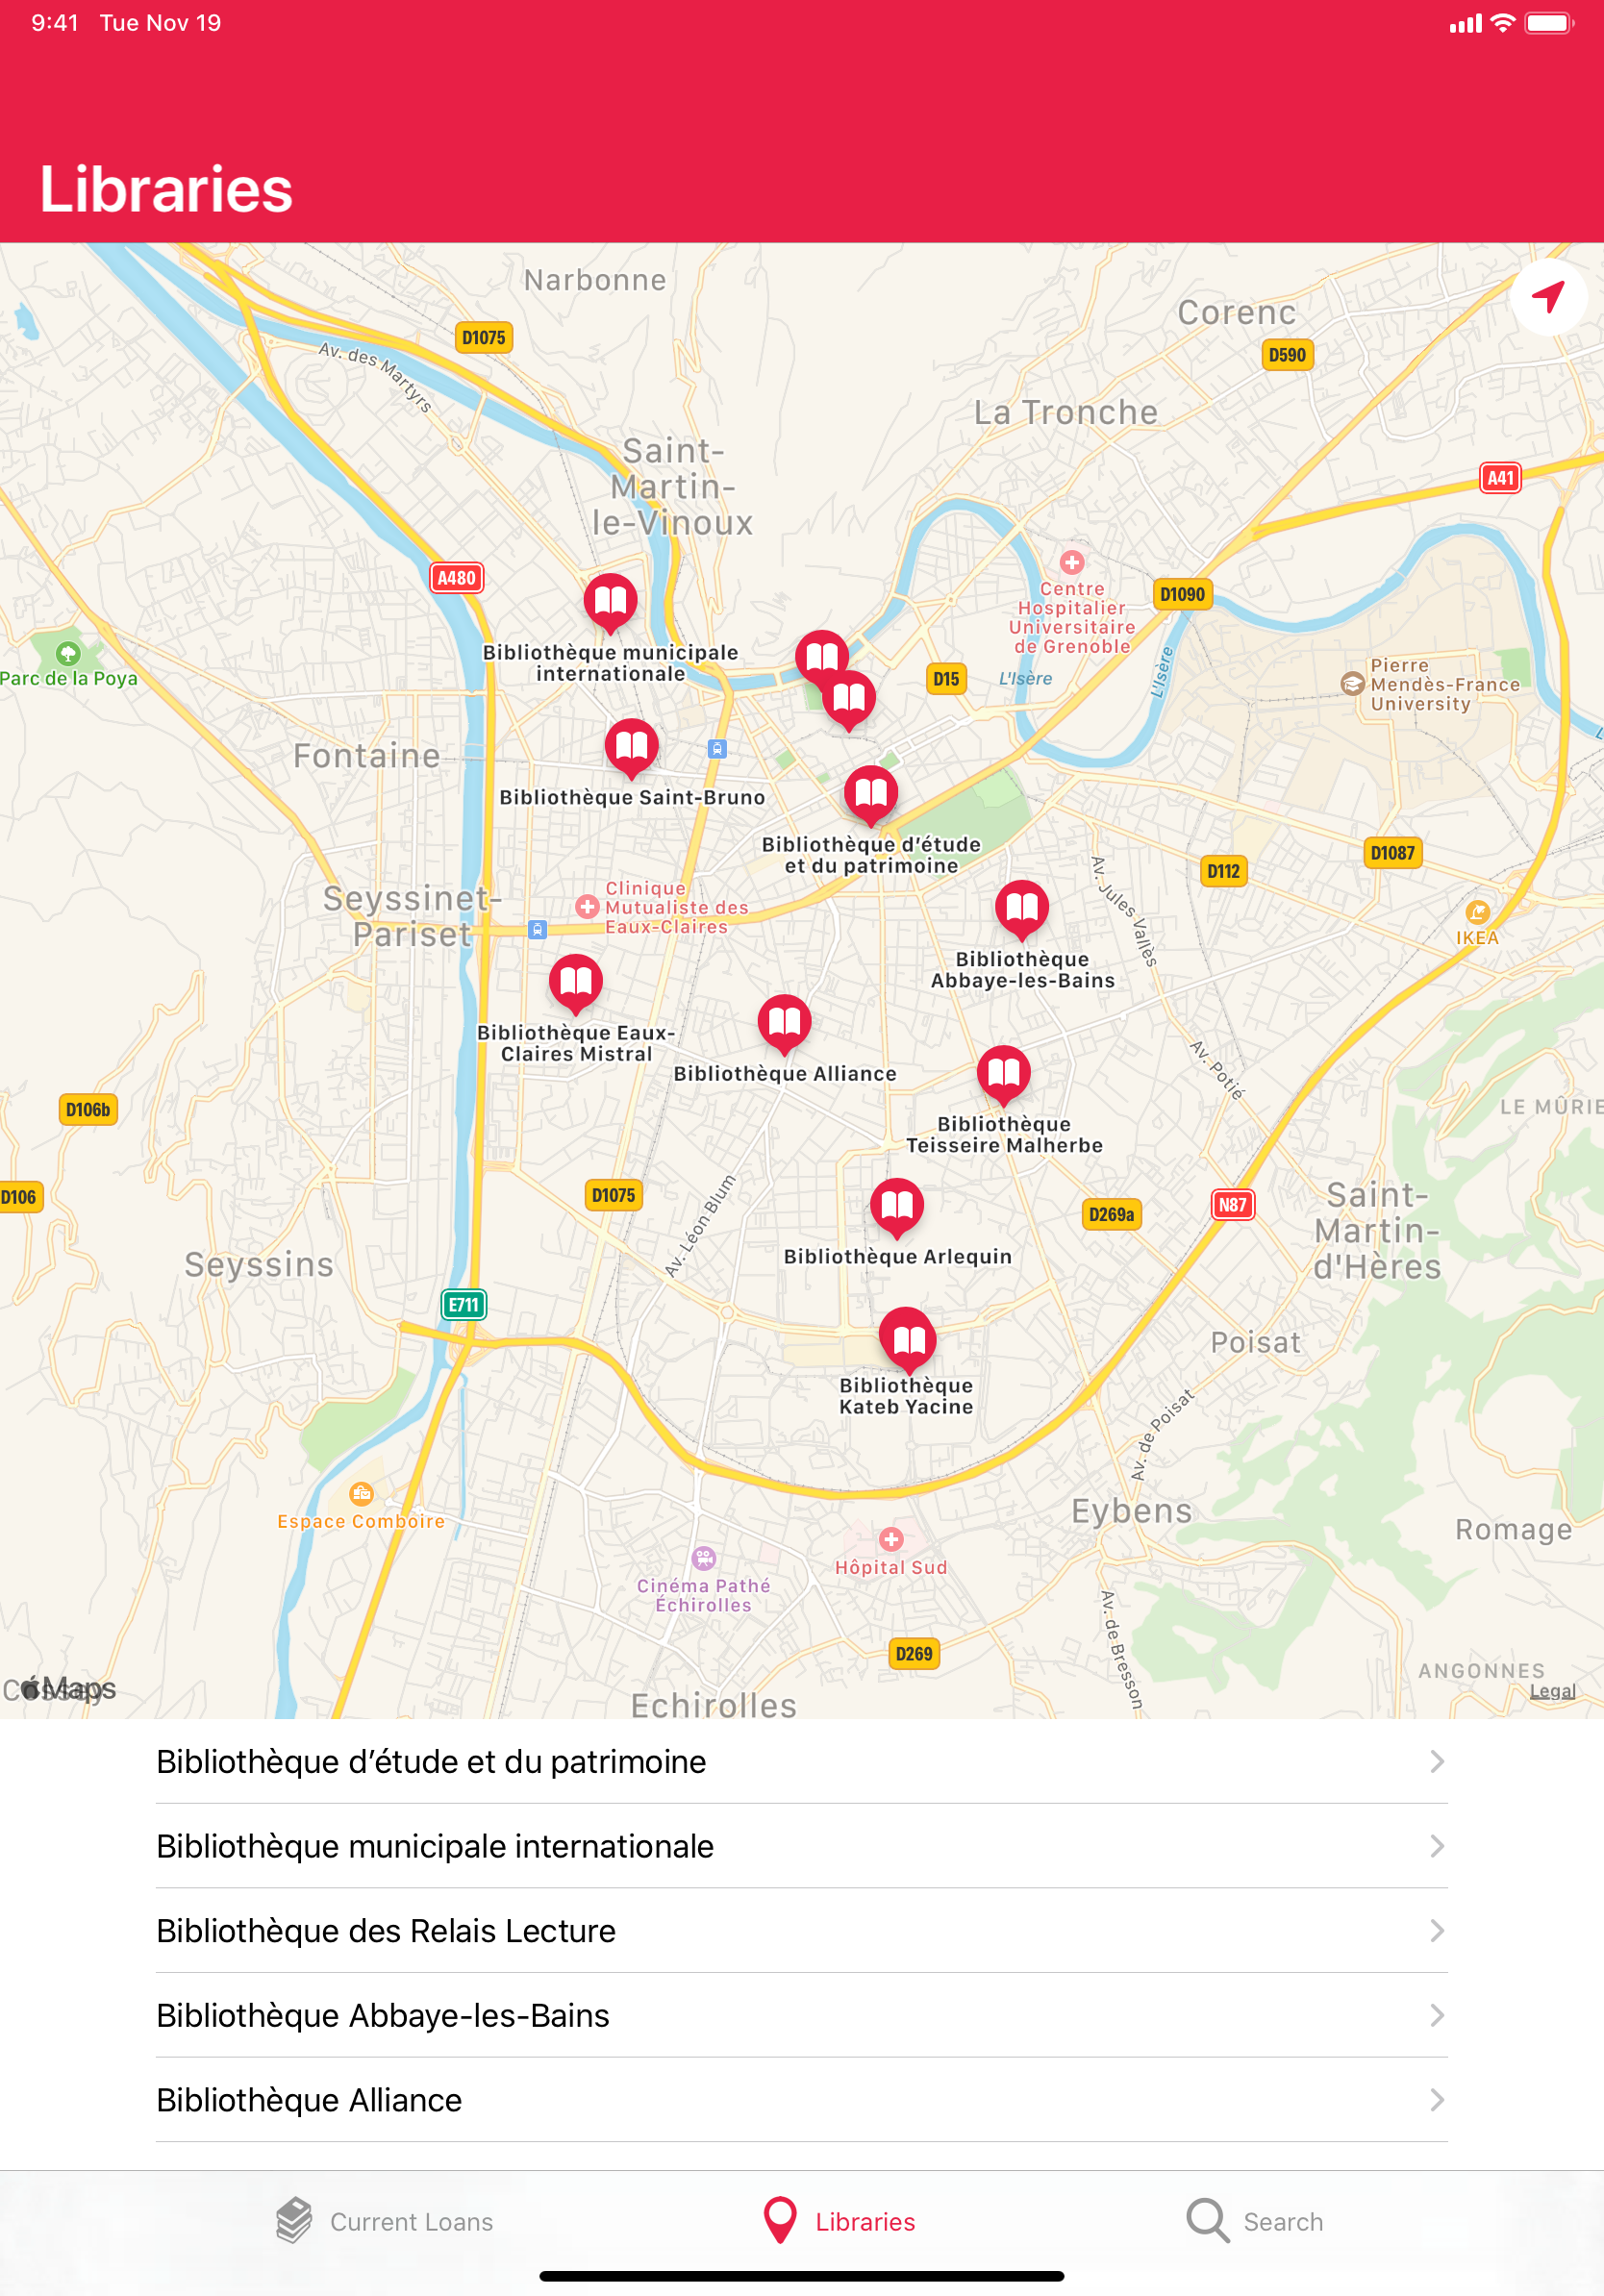 9:41 Tue Nov 19
Libraries
Narbonne
Corenc
D1075
D590
Av. des Martyrs
La Tronche
Saint-
Martin-
le-Vinoux
A41
A480
Centre
Hospitalier
Universitaire
de Grenoble
D1090
Parc de la Poya
Bibliothèque municipale
internationale
D15
L'Isère
L'Isère
Pierre
Mendès-France
University
Fontaine
Bibliothèque Saint-Bruno
Bibliothèque d'étude
et du patrimoine
D1087
D112
Av. Jules Vallès
Seyssinet-
Pariset
Clinique
Mutualiste des
Eaux-Claires
IKEA
Bibliothèque
Abbaye-les-Bains
Bibliothèque Eaux-
Claires Mistral
Bibliothèque Alliance
Av. Potié
D106b
LE MÛRIE
Bibliothèque
Teisseire Malherbe
D106
D1075
Av. Léon Blum
D269a
N87
Saint-
Martin-
d'Hères
Bibliothèque Arlequin
Seyssins
E711
Poisat
Bibliothèque
Kateb Yacine
Av. de Poisat
Espace Comboire
Eybens
Romage
Hôpital Sud
Cinéma Pathé
Échirolles
Av. de Bresson
D269
ANGONNES
Maps
Legal
Echirolles
Bibliothèque d'étude et du patrimoine
Bibliothèque municipale internationale
Bibliothèque des Relais Lecture
Bibliothèque Abbaye-les-Bains
Bibliothèque Alliance
Current Loans
Libraries
Search